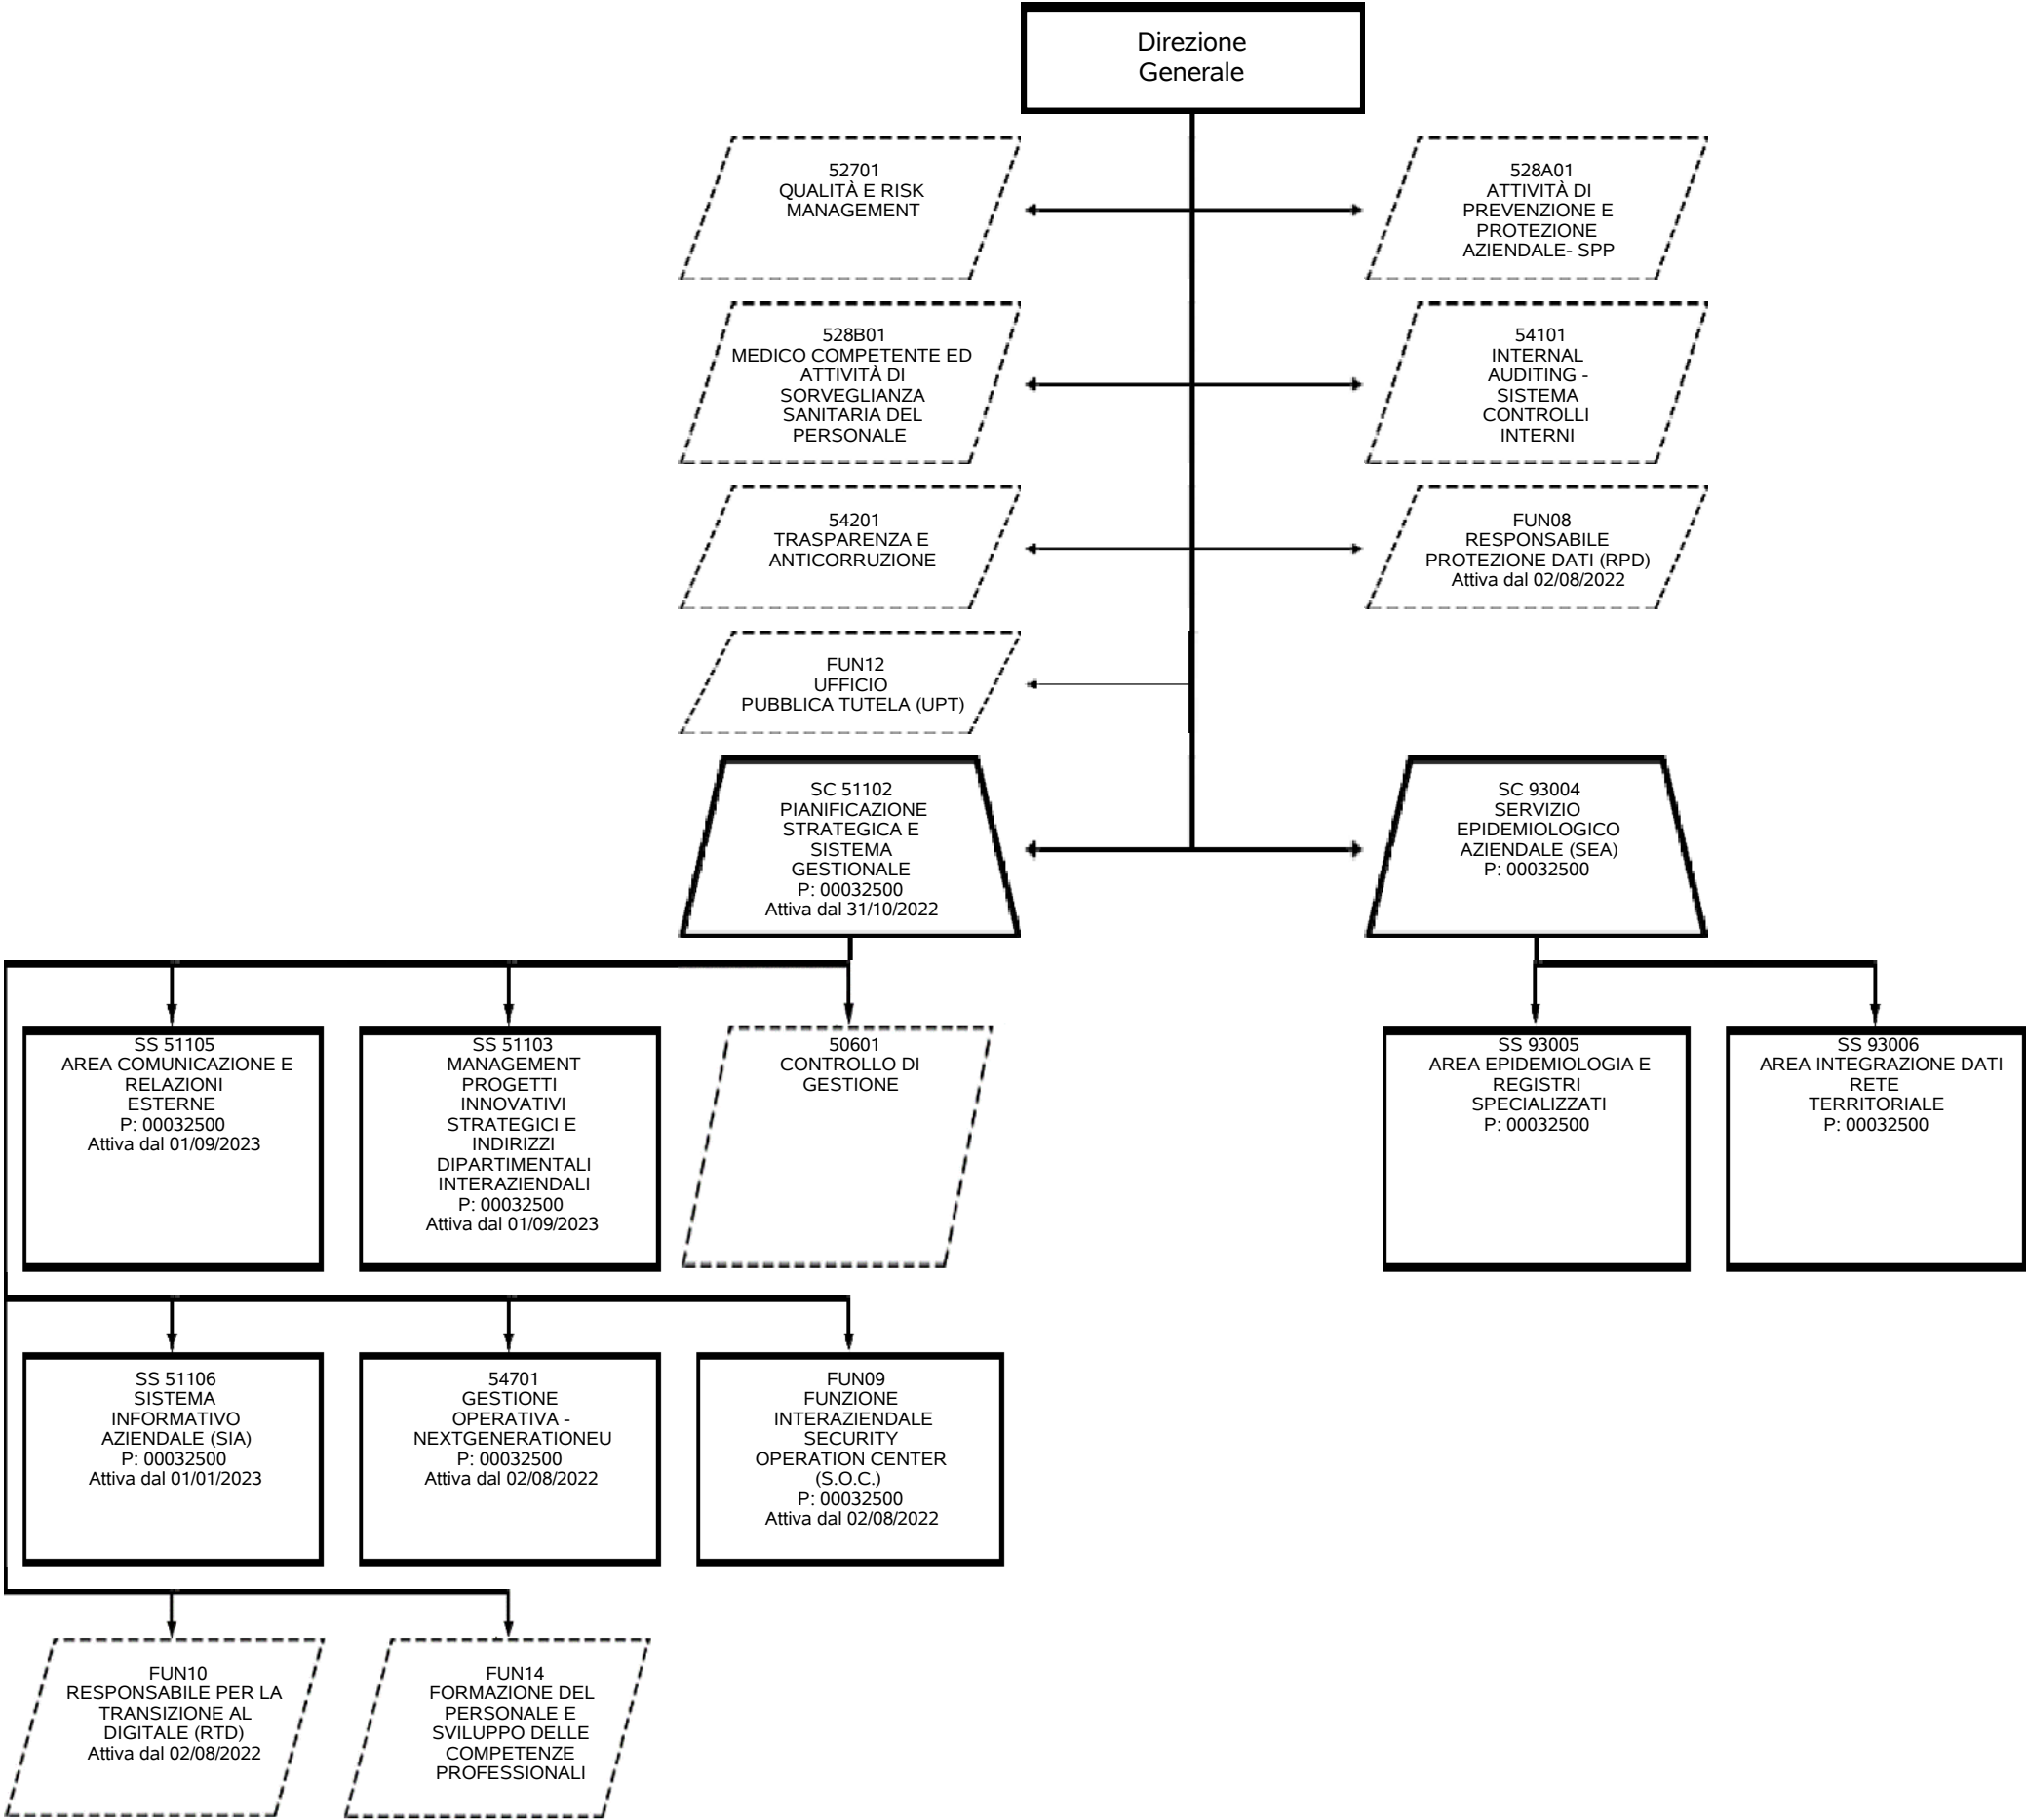 Direzione
Generale
52701
QUALITÀ E RISK
MANAGEMENT
528A01
ATTIVITÀ DI
PREVENZIONE E
PROTEZIONE
AZIENDALE- SPP
528B01
MEDICO COMPETENTE ED
ATTIVITÀ DI
SORVEGLIANZA
SANITARIA DEL
PERSONALE
54101
INTERNAL
AUDITING -
SISTEMA
CONTROLLI
INTERNI
54201
TRASPARENZA E
ANTICORRUZIONE
FUN08
RESPONSABILE
PROTEZIONE DATI (RPD)
Attiva dal 02/08/2022
FUN12
UFFICIO
PUBBLICA TUTELA (UPT)
SC 51102
PIANIFICAZIONE
STRATEGICA E
SISTEMA
GESTIONALE
P: 00032500
Attiva dal 31/10/2022
SC 93004
SERVIZIO
EPIDEMIOLOGICO
AZIENDALE (SEA)
P: 00032500
SS 51105
AREA COMUNICAZIONE E
RELAZIONI
ESTERNE
P: 00032500
Attiva dal 01/09/2023
SS 51103
MANAGEMENT
PROGETTI
INNOVATIVI
STRATEGICI E
INDIRIZZI
DIPARTIMENTALI
INTERAZIENDALI
P: 00032500
Attiva dal 01/09/2023
50601
CONTROLLO DI
GESTIONE
SS 93005
AREA EPIDEMIOLOGIA E
REGISTRI
SPECIALIZZATI
P: 00032500
SS 93006
AREA INTEGRAZIONE DATI
RETE
TERRITORIALE
P: 00032500
SS 51106
SISTEMA
INFORMATIVO
AZIENDALE (SIA)
P: 00032500
Attiva dal 01/01/2023
54701
GESTIONE
OPERATIVA -
NEXTGENERATIONEU
P: 00032500
Attiva dal 02/08/2022
FUN09
FUNZIONE
INTERAZIENDALE
SECURITY
OPERATION CENTER
(S.O.C.)
P: 00032500
Attiva dal 02/08/2022
FUN10
RESPONSABILE PER LA
TRANSIZIONE AL
DIGITALE (RTD)
Attiva dal 02/08/2022
FUN14
FORMAZIONE DEL
PERSONALE E
SVILUPPO DELLE
COMPETENZE
PROFESSIONALI